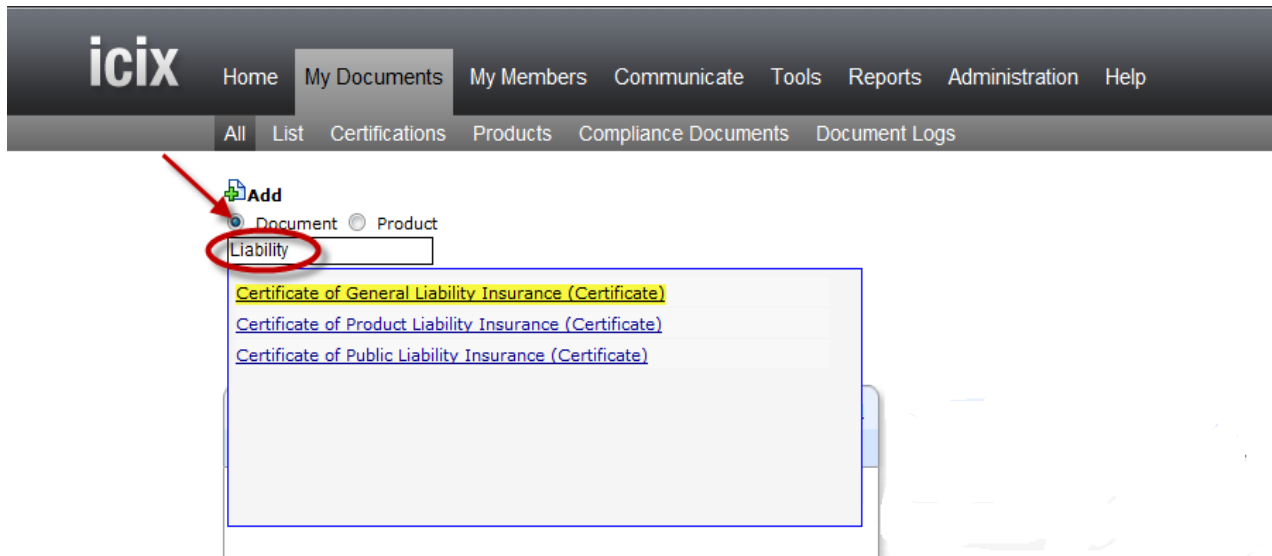 icix
Home My Documents My Members Communicate Tools Reports Administration Help
All List Certifications Products Compliance Documents Document Logs
Add
Document Product
Liability
Certificate of General Liability Insurance (Certificate)
Certificate of Product Liability Insurance (Certificate)
Certificate of Public Liability Insurance (Certificate)